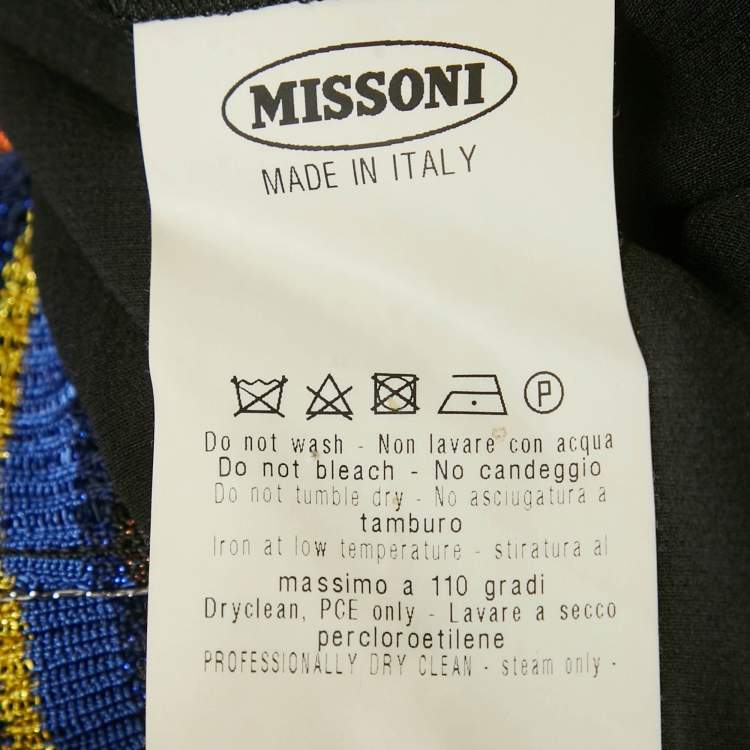 MISSONI
MADE IN ITALY
P
Do not wash - Non lavare con acqua
Do not bleach - No candeggio
Do not tumble dry - No asciugatura a
tamburo
Iron at low temperature - stiratura al
massimo a 110 gradi
Dryclean, PCE only - Lavare a secco
percloroetilene
PROFESSIONALLY DRY CLEAN - steam only -